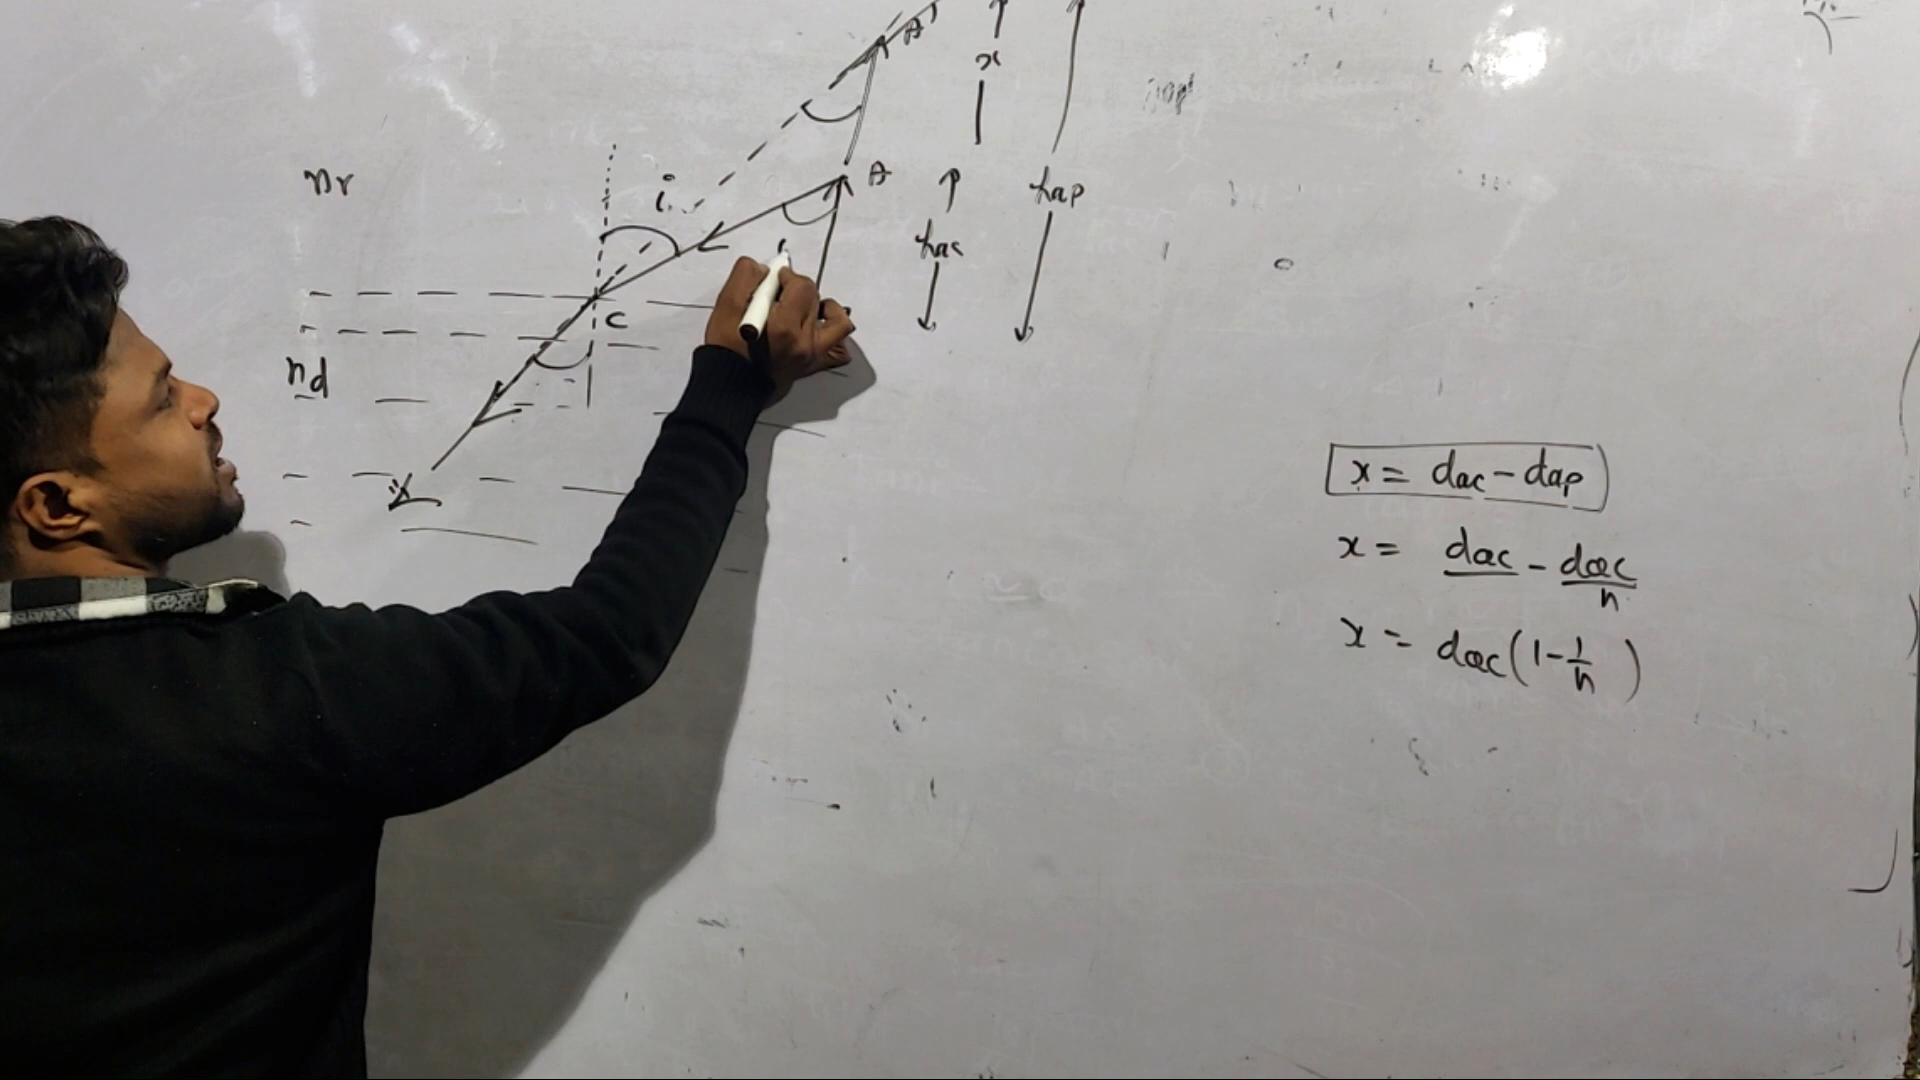 A'
x
nr
i
A
hac
hap
C
nd
x = dac - dap
x = dac - dac/n
x = dac(1 - 1/n)